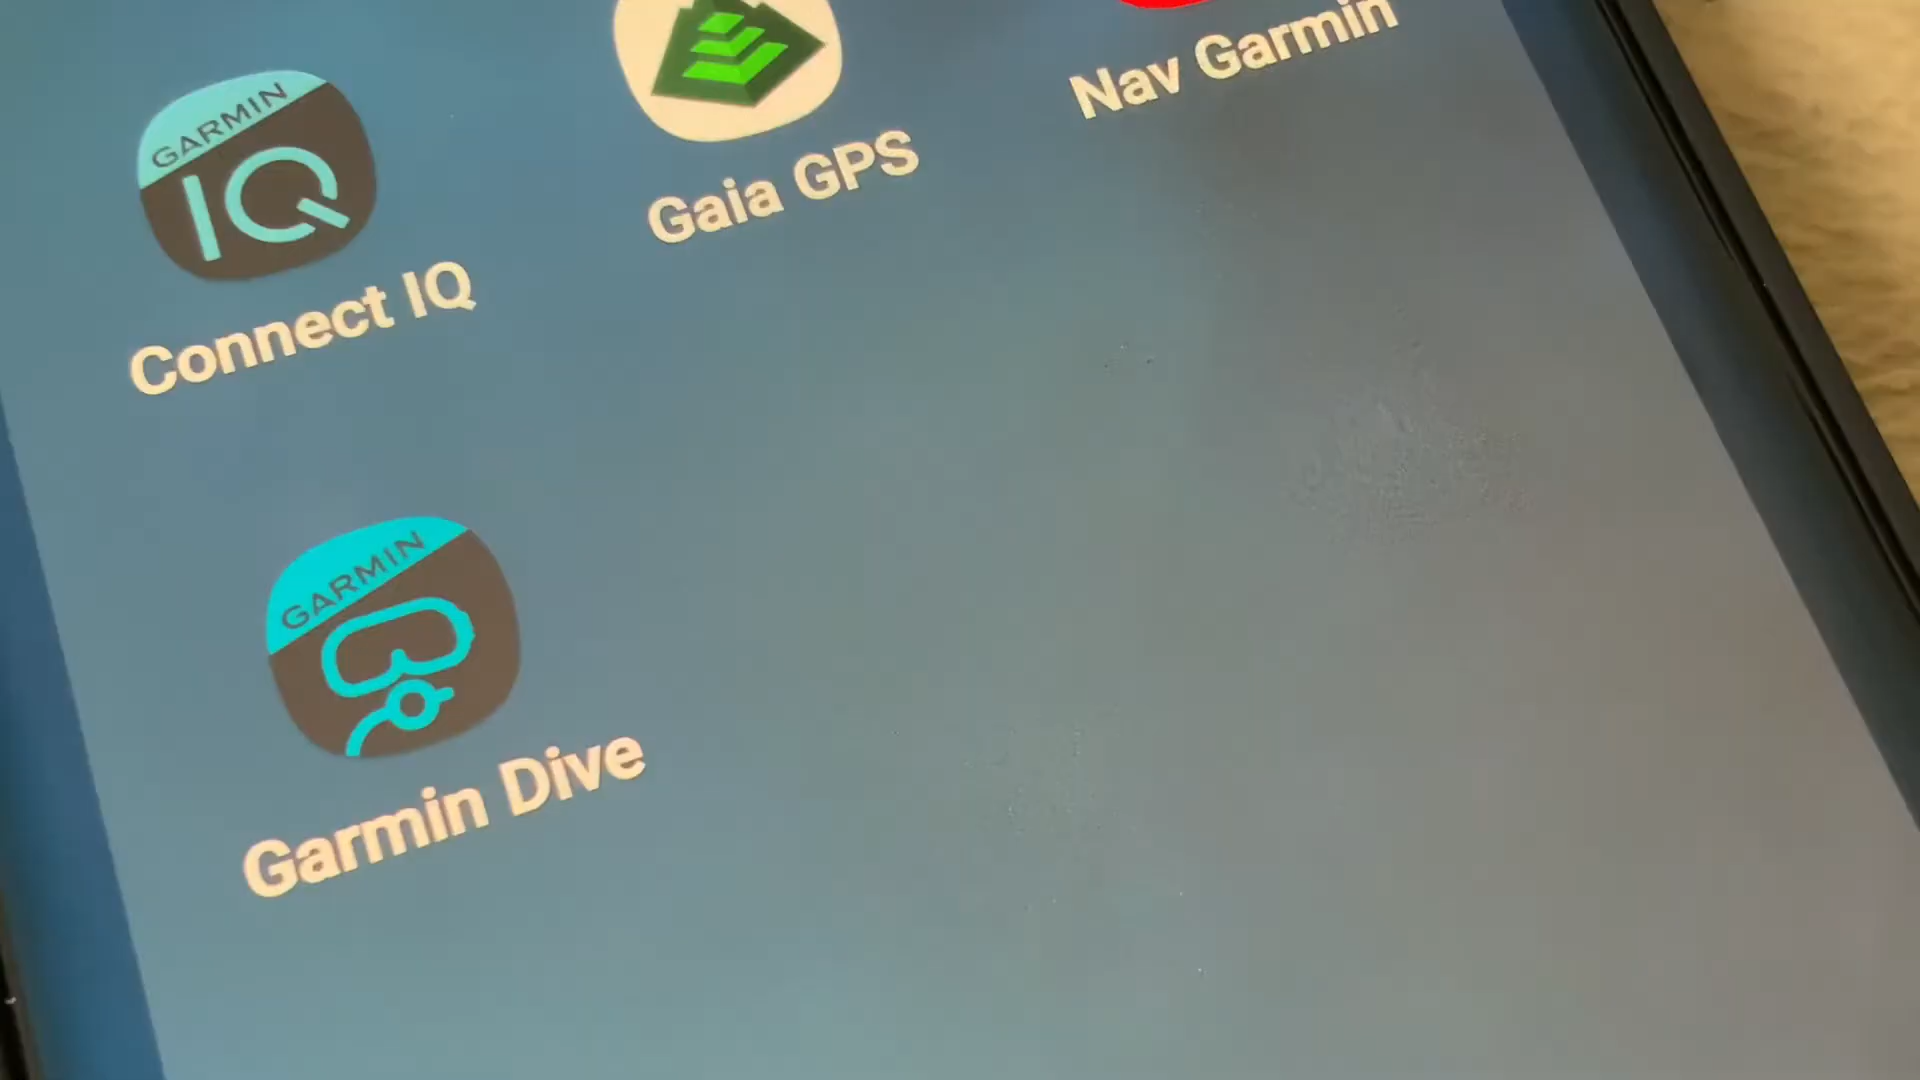 Nav Garmin
Gaia GPS
GARMIN
IQ
Connect IQ
GARMIN
Garmin Dive